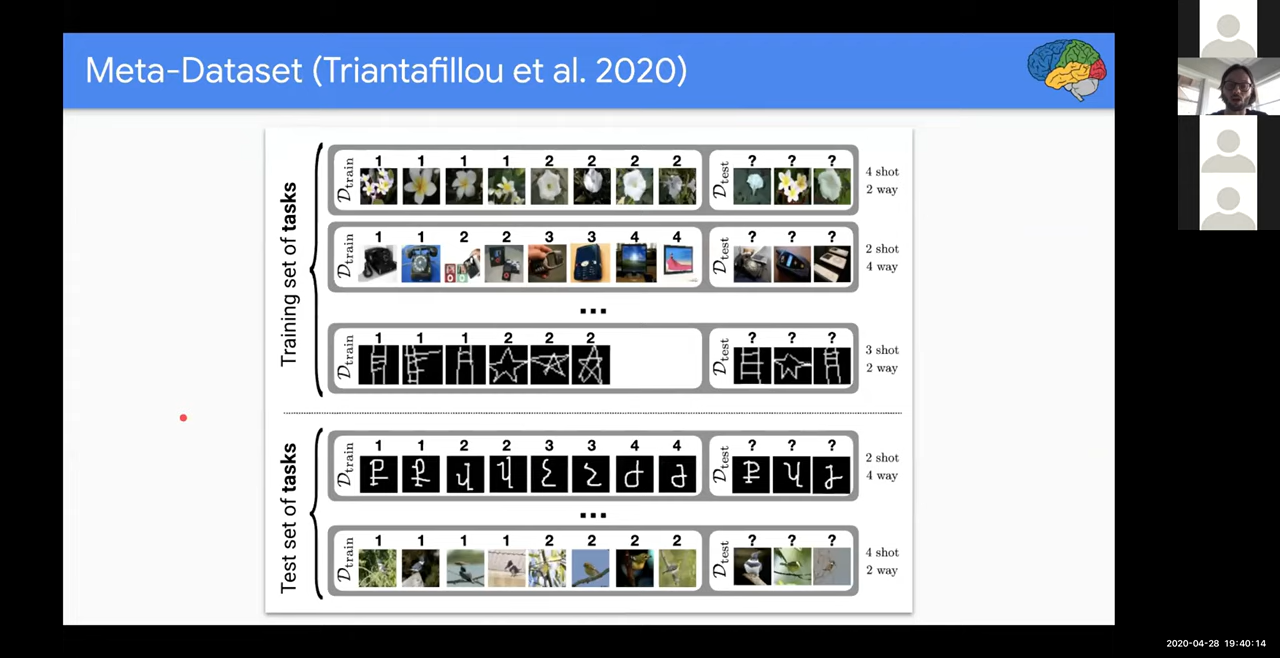 Meta-Dataset (Triantafillou et al. 2020)
Training set of tasks
D train 1 1 1 1 2 2 2 2 D test ? ? ? 4 shot
2 way
D train 1 1 2 2 3 3 4 4 D test ? ? ? 2 shot
4 way
...
D train 1 1 1 2 2 2 D test ? ? ? 3 shot
2 way
Test set of tasks
D train 1 1 2 2 3 3 4 4 D test ? ? ? 2 shot
4 way
...
D train 1 1 1 1 2 2 2 2 D test ? ? ? 4 shot
2 way
2020-04-28 19:40:14